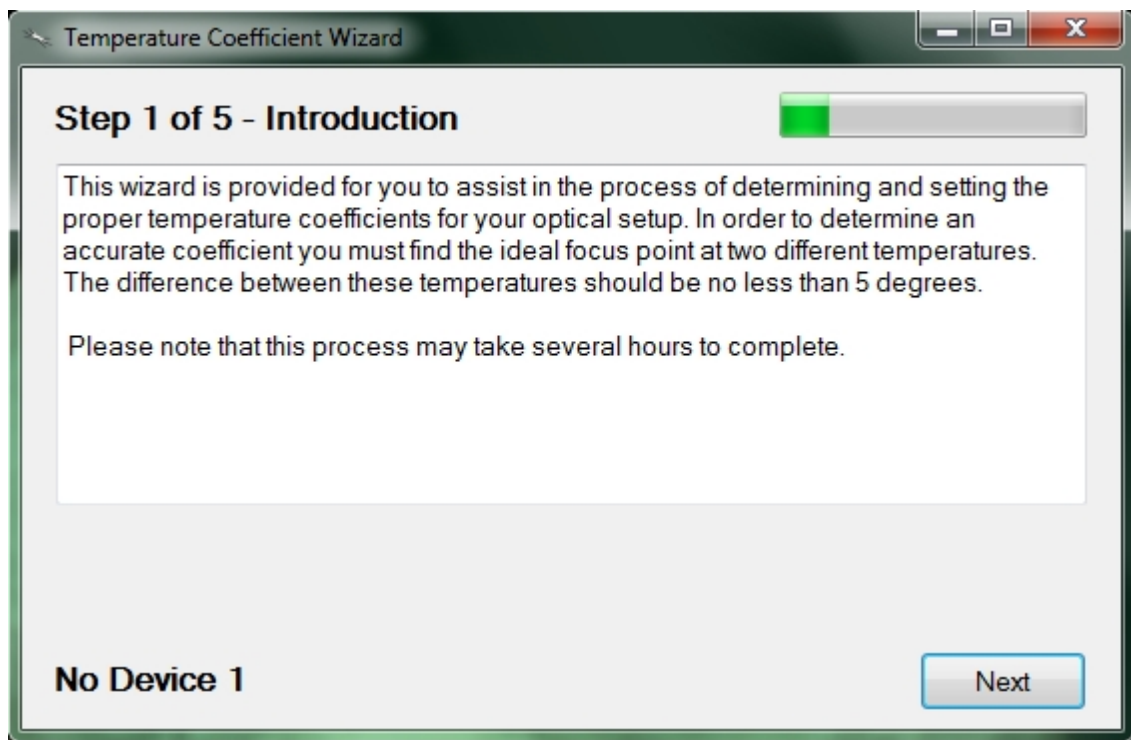 Temperature Coefficient Wizard
Step 1 of 5 - Introduction
This wizard is provided for you to assist in the process of determining and setting the
proper temperature coefficients for your optical setup. In order to determine an
accurate coefficient you must find the ideal focus point at two different temperatures.
The difference between these temperatures should be no less than 5 degrees.
Please note that this process may take several hours to complete.
No Device 1
Next